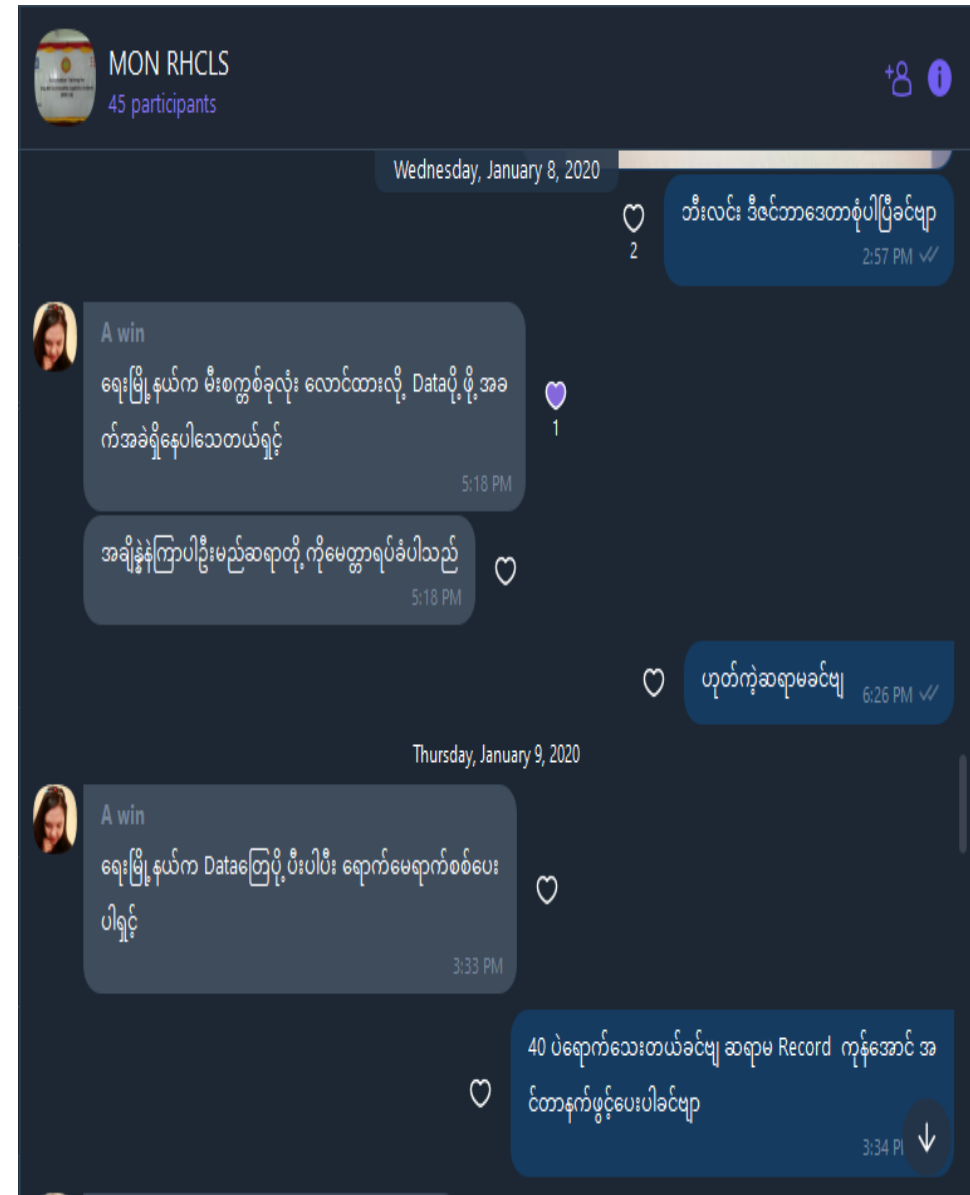 MON RHCLS
45 participants
Wednesday, January 8, 2020
ဘီးလင်း ဒီဇင်ဘာဒေတာစုံပါပြီခင်ဗျာ
2:57 PM
2
A win
ရေးမြို့နယ်က မီးစက္တစ်ခုလုံး လောင်ထားလို့ Dataပို့ဖို့အခ
က်အခဲရှိနေပါသေတယ်ရှင့်
5:18 PM
1
အချိန္နဲနဲကြာပါဦးမည်ဆရာတို့ကိုမေတ္တာရပ်ခံပါသည်
5:18 PM
ဟုတ်ကဲ့ဆရာမခင်ဗျ
6:26 PM
Thursday, January 9, 2020
A win
ရေးမြို့နယ်က Dataတြေပို့ပီးပါပီး ရောက်မေရာက်စစ်ပေး
ပါရှင့်
3:33 PM
40 ပဲရောက်သေးတယ်ခင်ဗျ ဆရာမ Record ကုန်အောင် အ
င်တာနက်ဖွင့်ပေးပါခင်ဗျာ
3:34 P